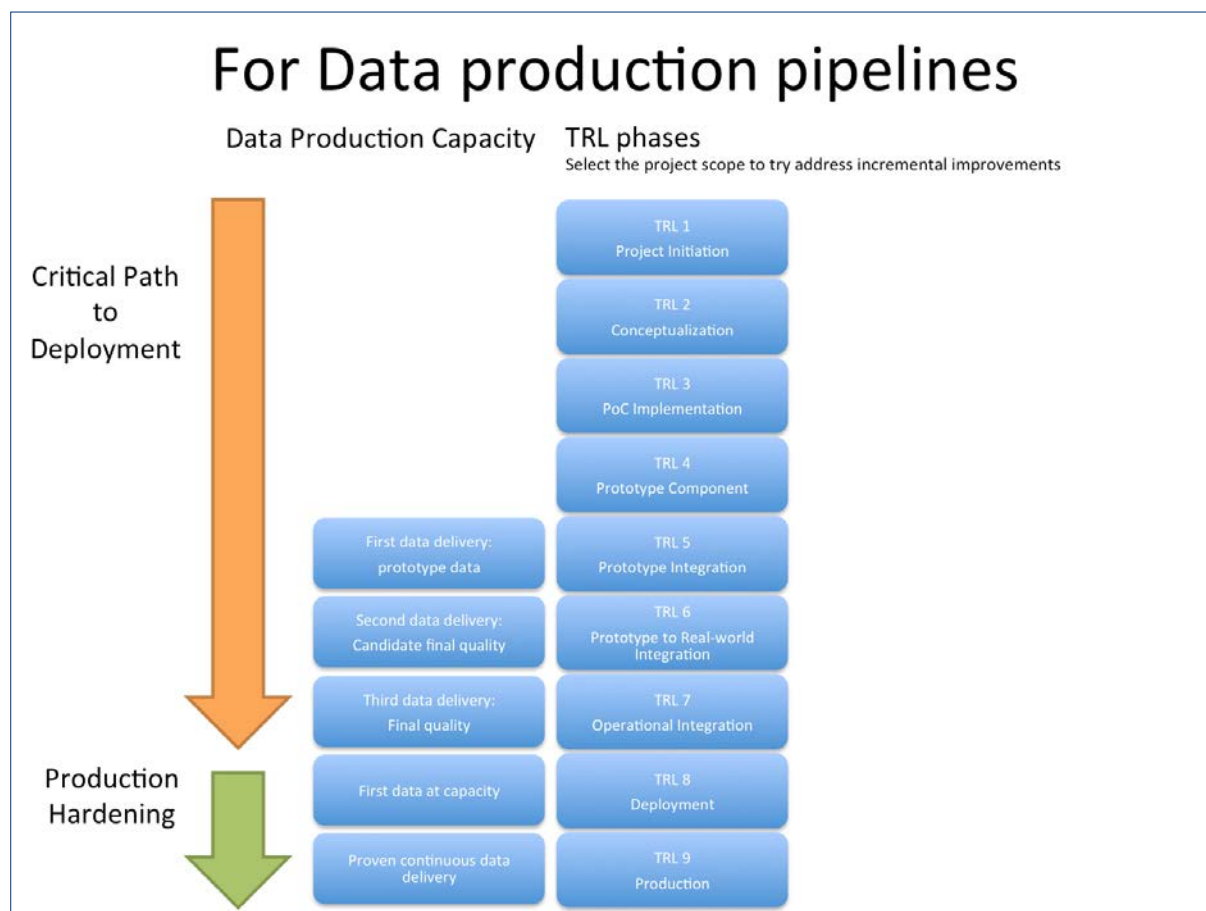 For Data production pipelines
Data Production Capacity
TRL phases
Select the project scope to try address incremental improvements
Critical Path
to
Deployment
TRL 1
Project Initiation
TRL 2
Conceptualization
TRL 3
PoC Implementation
TRL 4
Prototype Component
First data delivery:
prototype data
TRL 5
Prototype Integration
Second data delivery:
Candidate final quality
TRL 6
Prototype to Real-world
Integration
Third data delivery:
Final quality
TRL 7
Operational Integration
Production
Hardening
First data at capacity
TRL 8
Deployment
Proven continuous data
delivery
TRL 9
Production